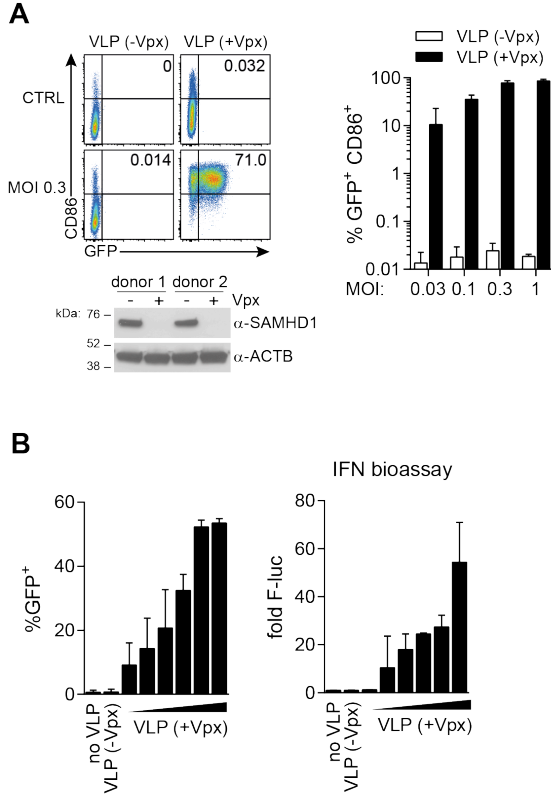 A
VLP (-Vpx) VLP (+Vpx)
CTRL
0 0.032
MOI 0.3
0.014 71.0
CD86
GFP
donor 1 donor 2
- + - + Vpx
kDa: 76
α-SAMHD1
52
α-ACTB
38
VLP (-Vpx)
VLP (+Vpx)
% GFP+ CD86+
100
10
1
0.1
0.01
MOI: 0.03 0.1 0.3 1
B
%GFP+
60
40
20
0
no VLP
VLP (-Vpx)
VLP (+Vpx)
IFN bioassay
fold F-luc
80
60
40
20
0
no VLP
VLP (-Vpx)
VLP (+Vpx)